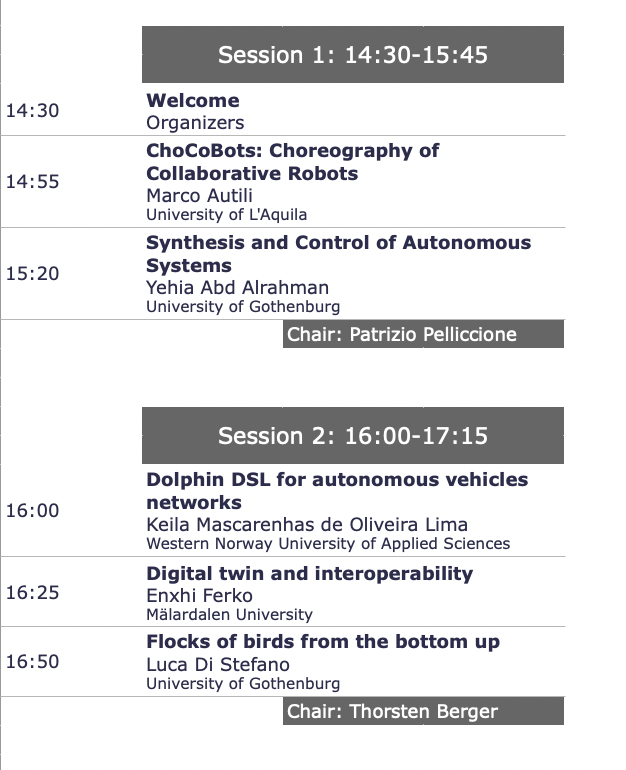 Session 1: 14:30-15:45
14:30
Welcome
Organizers
14:55
ChoCoBots: Choreography of
Collaborative Robots
Marco Autili
University of L'Aquila
15:20
Synthesis and Control of Autonomous
Systems
Yehia Abd Alrahman
University of Gothenburg
Chair: Patrizio Pelliccione
Session 2: 16:00-17:15
16:00
Dolphin DSL for autonomous vehicles
networks
Keila Mascarenhas de Oliveira Lima
Western Norway University of Applied Sciences
16:25
Digital twin and interoperability
Enxhi Ferko
Mälardalen University
16:50
Flocks of birds from the bottom up
Luca Di Stefano
University of Gothenburg
Chair: Thorsten Berger